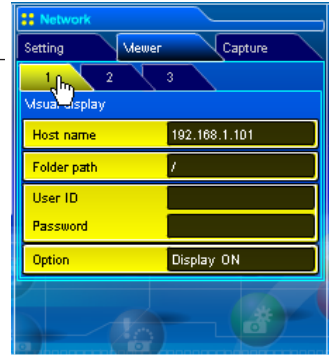 Network
Setting Viewer Capture
1 2 3
Visual display
Host name 192.168.1.101
Folder path /
User ID
Password
Option Display ON